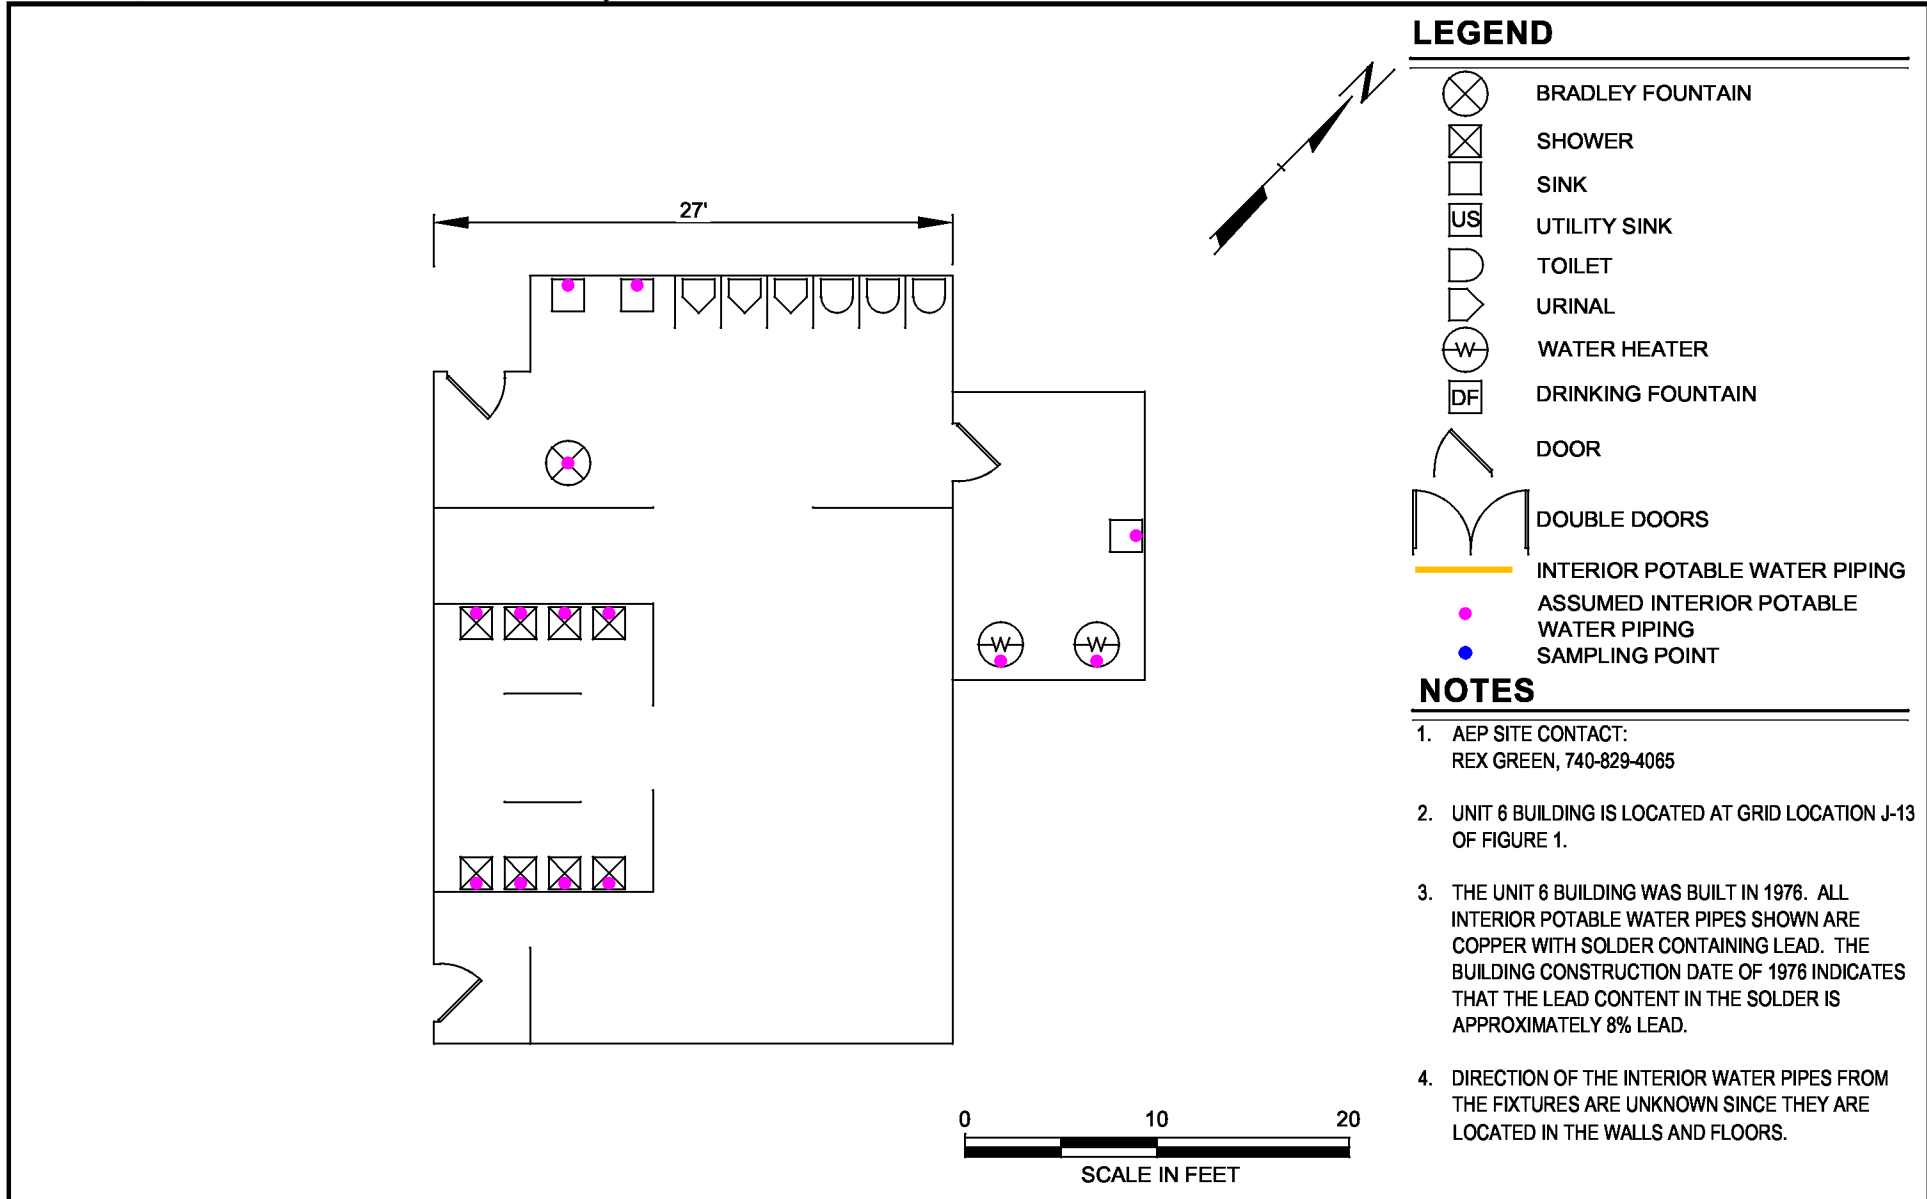 LEGEND
N
BRADLEY FOUNTAIN
SHOWER
SINK
US
UTILITY SINK
TOILET
URINAL
W
WATER HEATER
DF
DRINKING FOUNTAIN
DOOR
DOUBLE DOORS
INTERIOR POTABLE WATER PIPING
ASSUMED INTERIOR POTABLE
WATER PIPING
SAMPLING POINT
27'
W
W
NOTES
1. AEP SITE CONTACT:
REX GREEN, 740-829-4065
2. UNIT 6 BUILDING IS LOCATED AT GRID LOCATION J-13
OF FIGURE 1.
3. THE UNIT 6 BUILDING WAS BUILT IN 1976. ALL
INTERIOR POTABLE WATER PIPES SHOWN ARE
COPPER WITH SOLDER CONTAINING LEAD. THE
BUILDING CONSTRUCTION DATE OF 1976 INDICATES
THAT THE LEAD CONTENT IN THE SOLDER IS
APPROXIMATELY 8% LEAD.
4. DIRECTION OF THE INTERIOR WATER PIPES FROM
THE FIXTURES ARE UNKNOWN SINCE THEY ARE
LOCATED IN THE WALLS AND FLOORS.
0 10 20
SCALE IN FEET